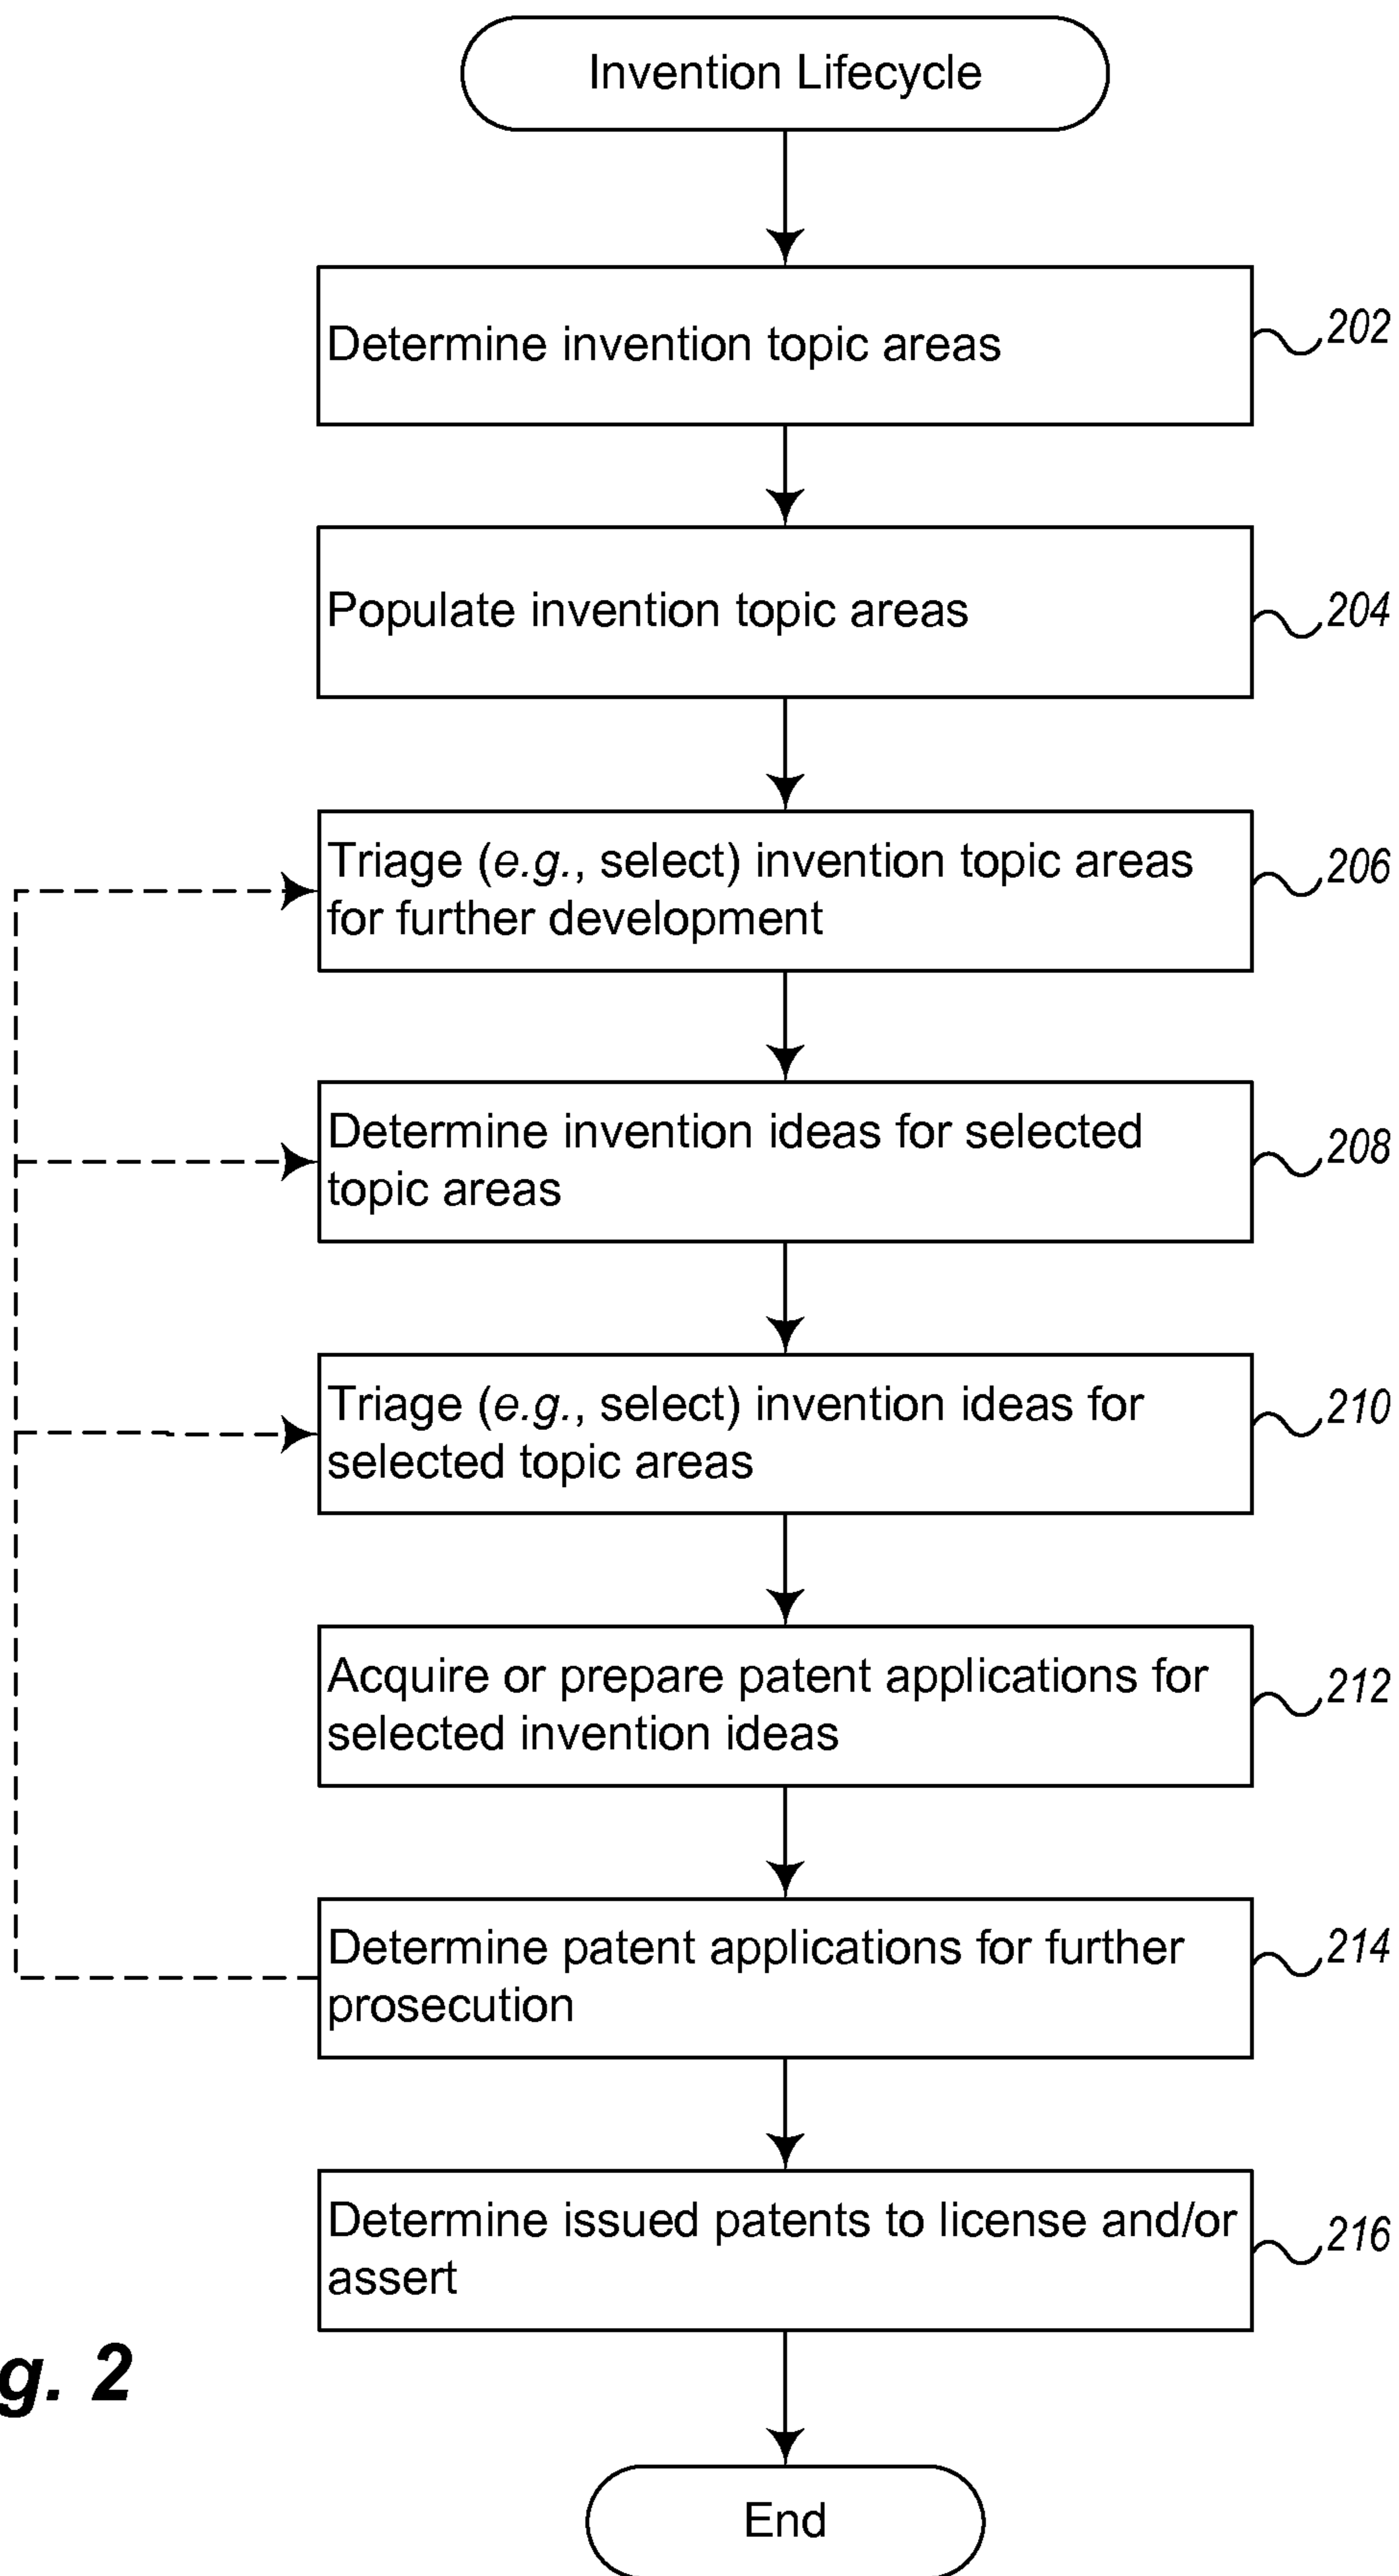 Invention Lifecycle
Determine invention topic areas
202
Populate invention topic areas
204
Triage (e.g., select) invention topic areas
for further development
206
Determine invention ideas for selected
topic areas
208
Triage (e.g., select) invention ideas for
selected topic areas
210
Acquire or prepare patent applications for
selected invention ideas
212
Determine patent applications for further
prosecution
214
Determine issued patents to license and/or
assert
216
g. 2
End